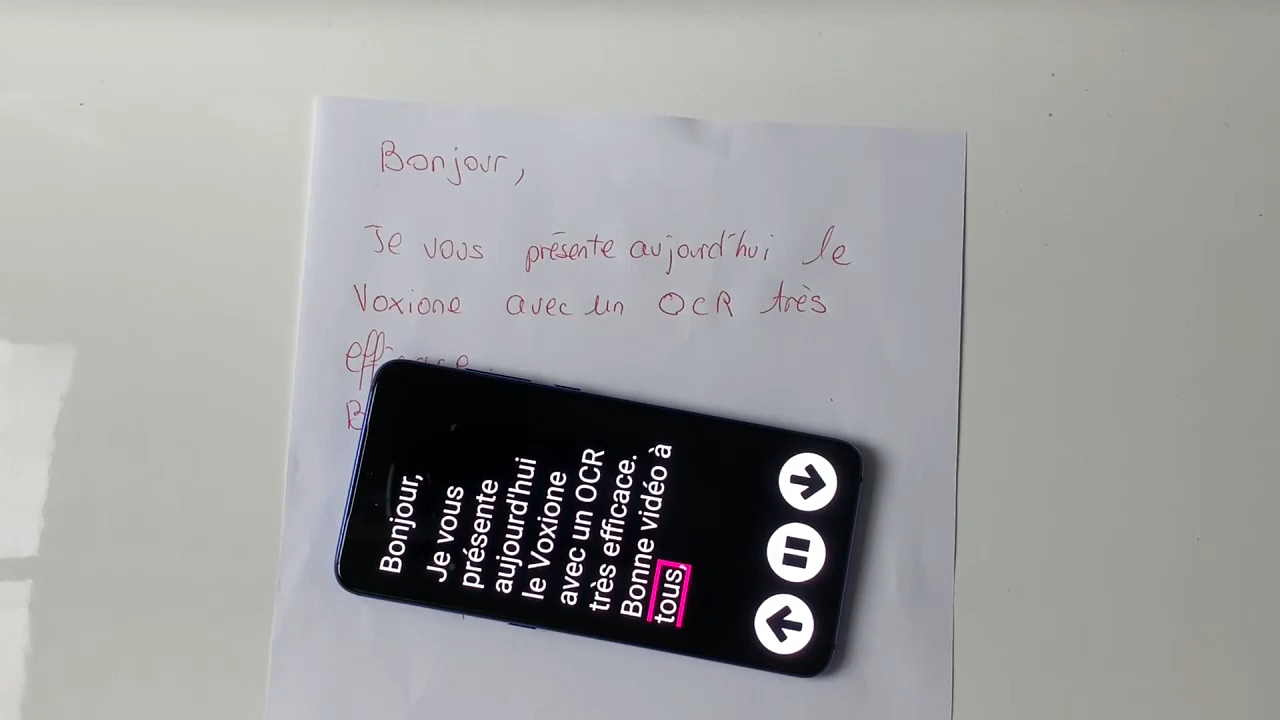 Bonjour,
Je vous présente aujourd'hui le
Voxione avec un OCR très
efficace.
B
Bonjour,
Je vous
présente
aujourd'hui
le Voxione
avec un OCR
très efficace.
Bonne vidéo à
tous,